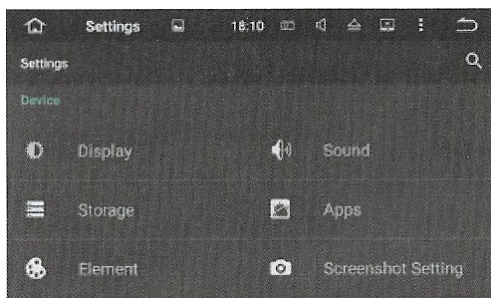 Settings 18:10
Settings
Device
Display Sound
Storage Apps
Element Screenshot Setting